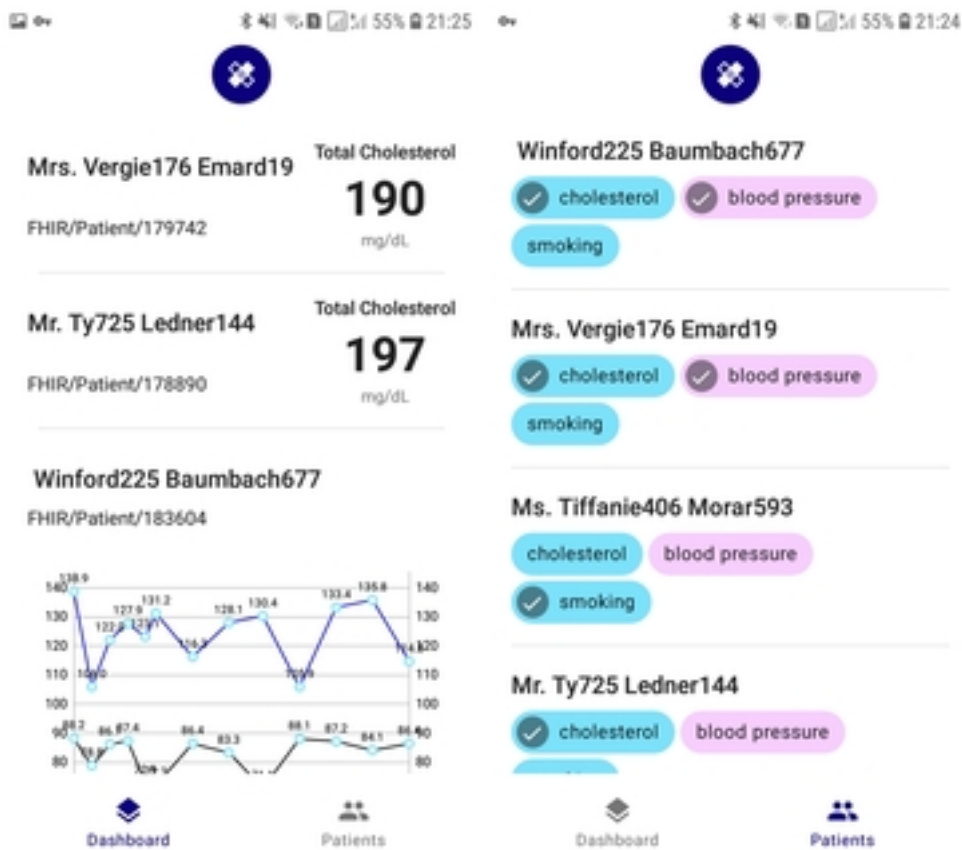 55% 21:25
Mrs. Vergie176 Emard19
Total Cholesterol
190
mg/dL
FHIR/Patient/179742
Mr. Ty725 Ledner144
Total Cholesterol
197
mg/dL
FHIR/Patient/178890
Winford225 Baumbach677
FHIR/Patient/183604
138.9
131.2
128.1
130.4
133.4
135.8
140
130
120
110
100
90
80
140
130
120
110
100
90
80
88.2
87.4
86.4
83.3
88.1
87.2
84.1
Dashboard
Patients
55% 21:24
Winford225 Baumbach677
cholesterol
blood pressure
smoking
Mrs. Vergie176 Emard19
cholesterol
blood pressure
smoking
Ms. Tiffanie406 Morar593
cholesterol
blood pressure
smoking
Mr. Ty725 Ledner144
cholesterol
blood pressure
Dashboard
Patients